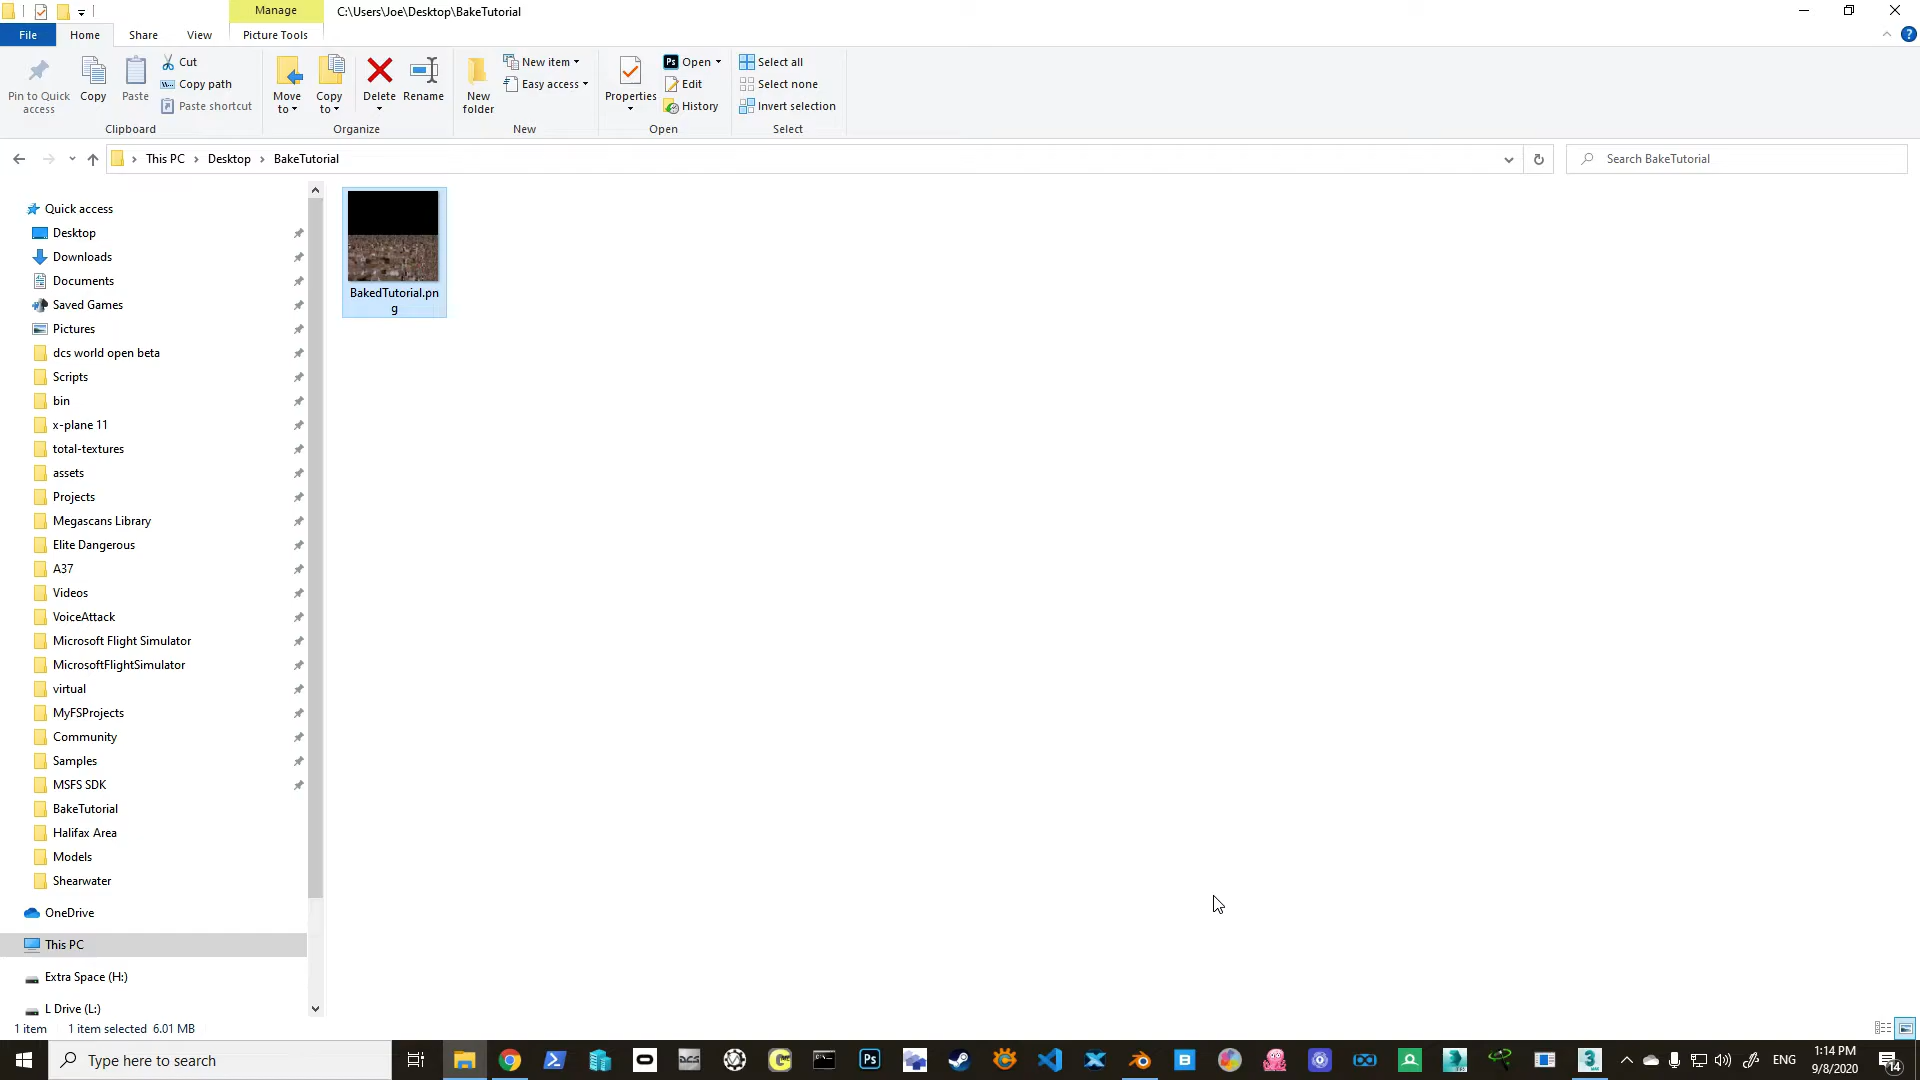 Manage
C:\Users\Joe\Desktop\BakeTutorial
File
Home
Share
View
Picture Tools
Pin to Quick
access
Copy
Paste
Cut
Copy path
Paste shortcut
Clipboard
Move
to
Copy
to
Delete
Rename
Organize
New
folder
New item
Easy access
New
Properties
Open
Edit
History
Open
Select all
Select none
Invert selection
Select
This PC
Desktop
BakeTutorial
Search BakeTutorial
Quick access
Desktop
Downloads
Documents
Saved Games
Pictures
dcs world open beta
Scripts
bin
x-plane 11
total-textures
assets
Projects
Megascans Library
Elite Dangerous
A37
Videos
VoiceAttack
Microsoft Flight Simulator
MicrosoftFlightSimulator
virtual
MyFSProjects
Community
Samples
MSFS SDK
BakeTutorial
Halifax Area
Models
Shearwater
OneDrive
This PC
Extra Space (H:)
L Drive (L:)
BakedTutorial.pn
g
1 item
1 item selected 6.01 MB
Type here to search
Ps
ENG
1:14 PM
9/8/2020
14